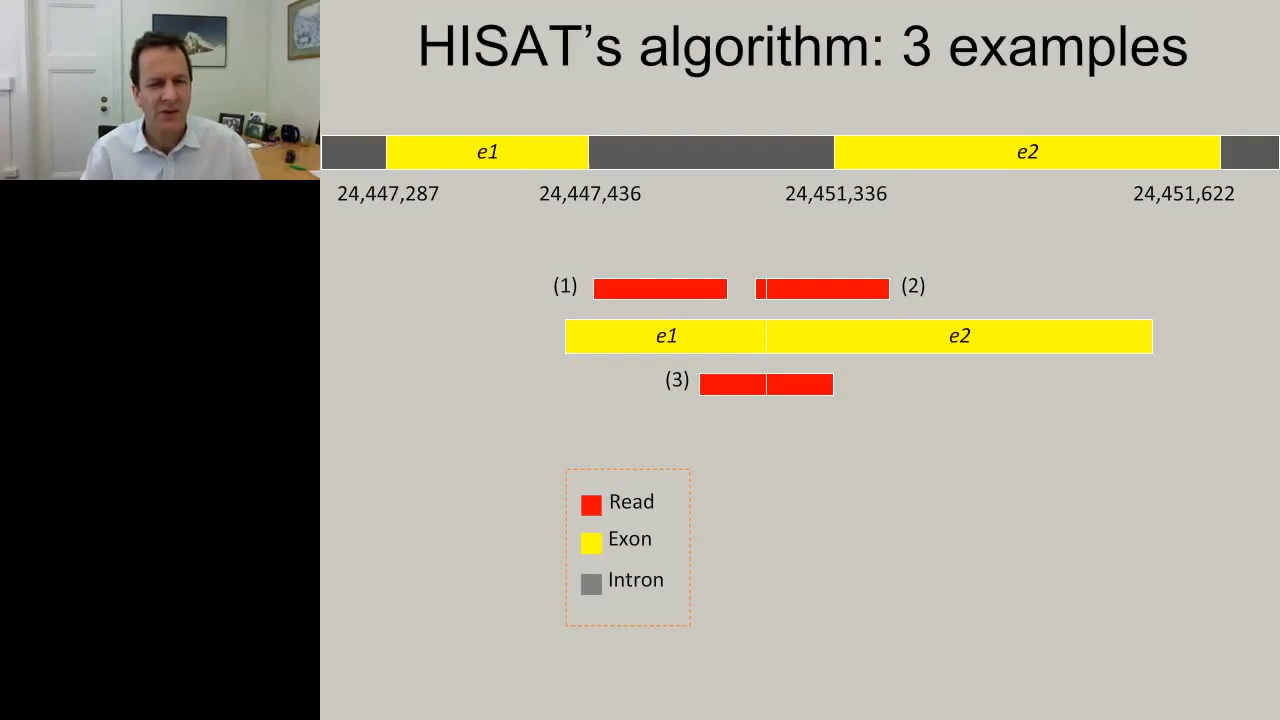 HISAT’s algorithm: 3 examples
e1 e2
24,447,287 24,447,436 24,451,336 24,451,622
(1) (2)
e1 e2
(3)
Read
Exon
Intron